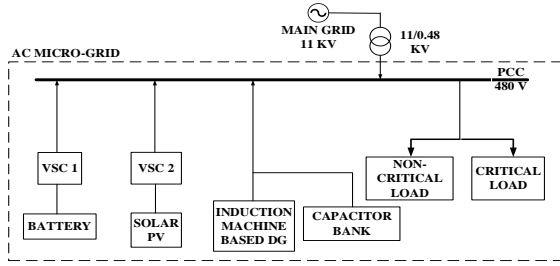 MAIN GRID
11 KV
11/0.48
KV
AC MICRO-GRID
PCC
480 V
VSC 1
VSC 2
NON-
CRITICAL
LOAD
CRITICAL
LOAD
BATTERY
SOLAR
PV
INDUCTION
MACHINE
BASED DG
CAPACITOR
BANK